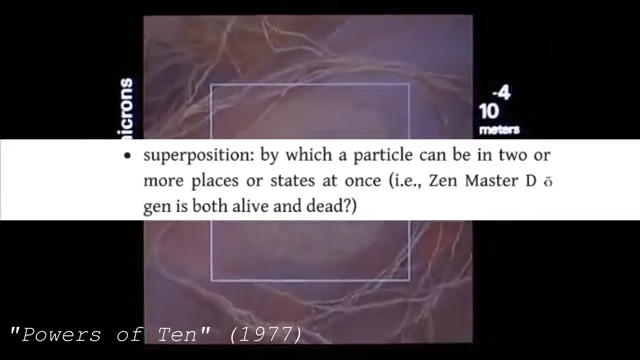 icrons
-4
10
meters
• superposition: by which a particle can be in two or
more places or states at once (i.e., Zen Master D ō
gen is both alive and dead?)
"Powers of Ten" (1977)